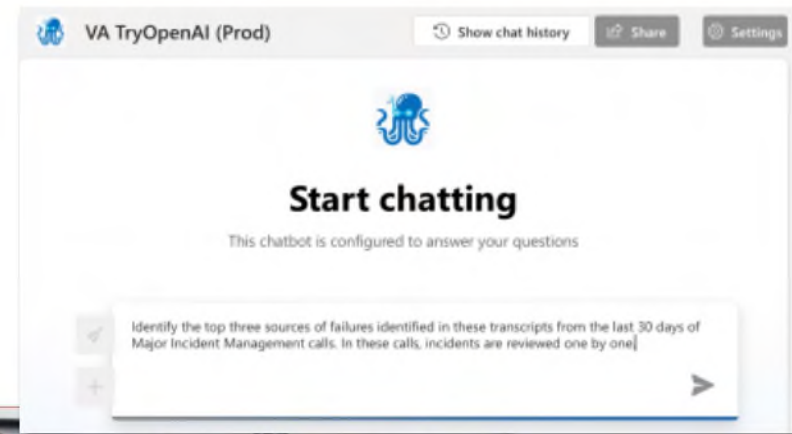 VA TryOpenAI (Prod)
Show chat history
Share
Settings
Start chatting
This chatbot is configured to answer your questions
Identify the top three sources of failures identified in these transcripts from the last 30 days of
Major Incident Management calls. In these calls, incidents are reviewed one by one